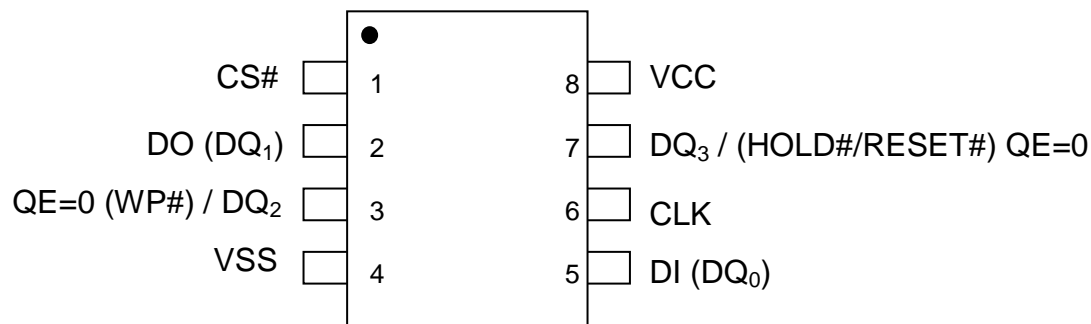 CS# 1 8 VCC
DO (DQ₁) 2 7 DQ₃ / (HOLD#/RESET#) QE=0
QE=0 (WP#) / DQ₂ 3 6 CLK
VSS 4 5 DI (DQ₀)